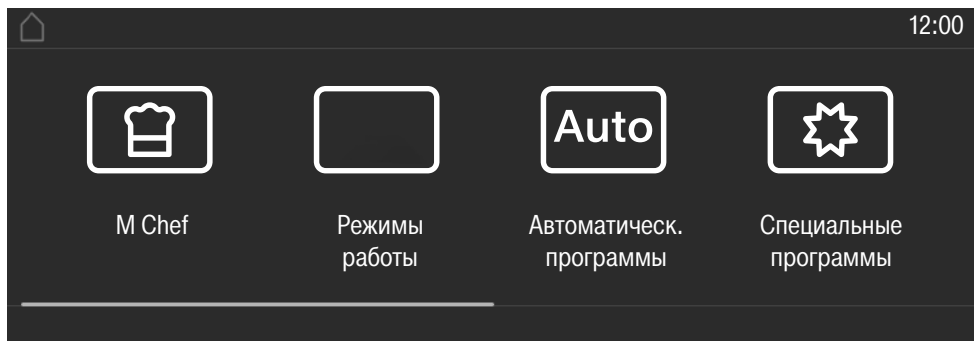 12:00
Auto
M Chef
Режимы
работы
Автоматическ.
программы
Специальные
программы